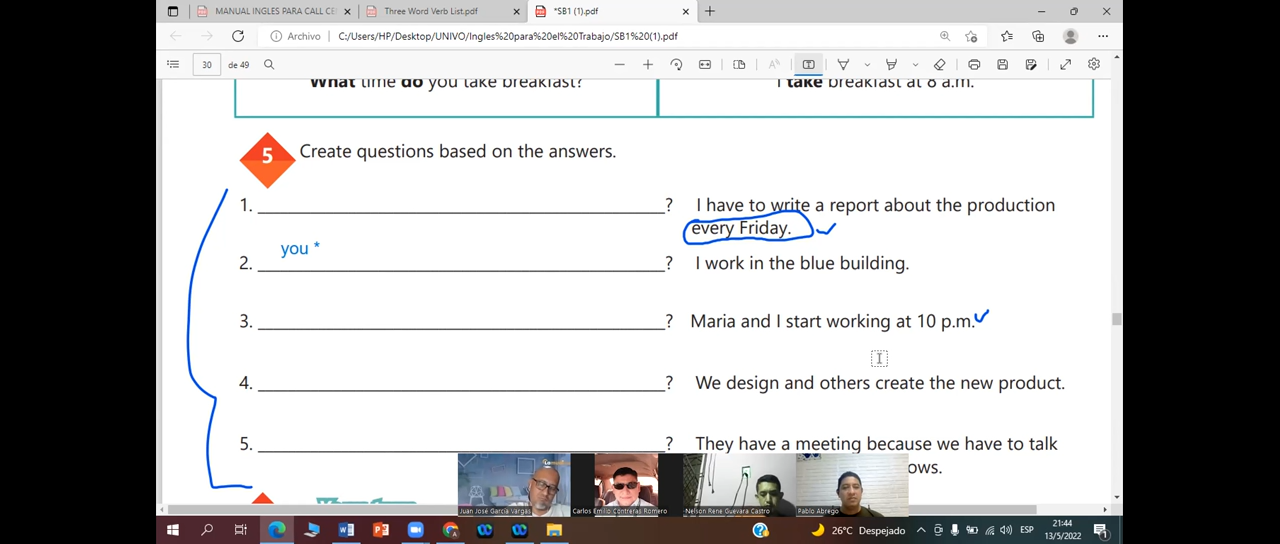 MANUAL INGLES PARA CALL CE
Three Word Verb List.pdf
*SB1 (1).pdf
Archivo
C:/Users/HP/Desktop/UNIVO/Ingles%20para%20el%20Trabajo/SB1%20(1).pdf
30
de 49
What time do you take breakfast?
I take breakfast at 8 a.m.
5
Create questions based on the answers.
1. ?
I have to write a report about the production
every Friday.
you *
2. ?
I work in the blue building.
3. ?
Maria and I start working at 10 p.m.
4. ?
We design and others create the new product.
5. ?
They have a meeting because we have to talk
ows.
Juan José García Vargas
Carlos Emilio Contreras Romero
Nelson Rene Guevara Castro
Pablo Abrego
26°C Despejado
ESP
21:44
13/5/2022